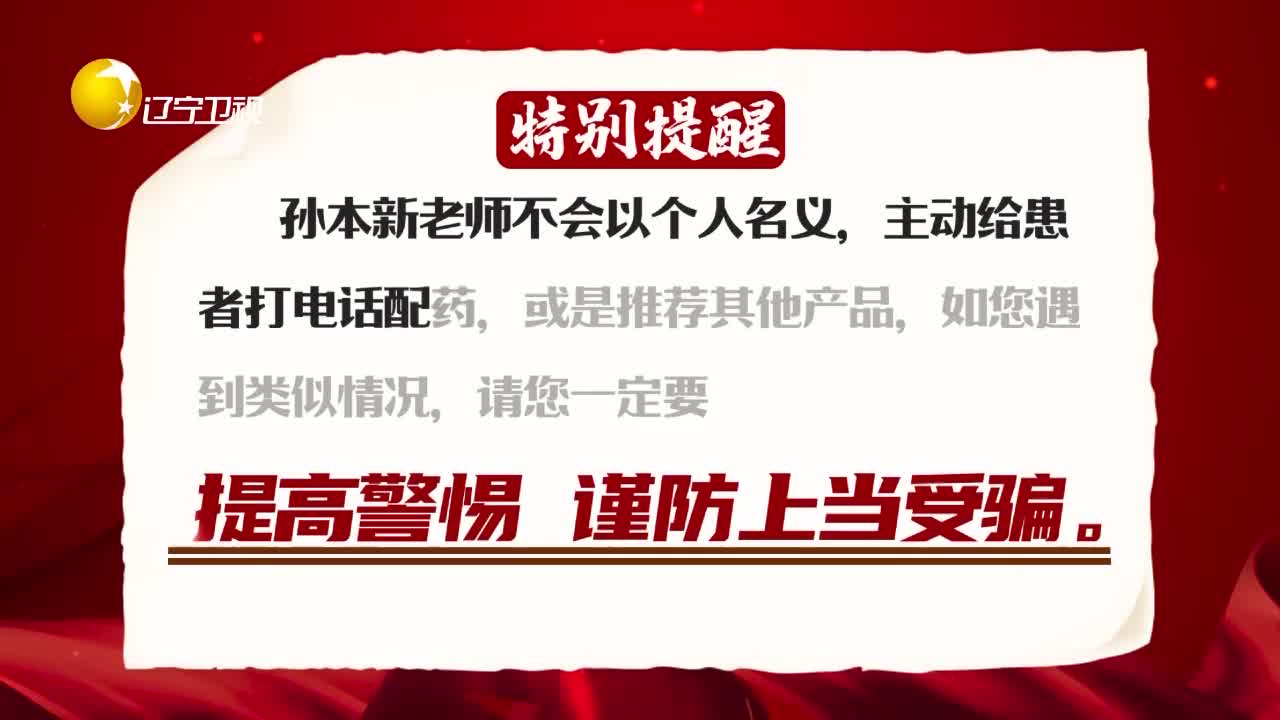 辽宁卫视
特别提醒
孙本新老师不会以个人名义，主动给患
者打电话配药，或是推荐其他产品，如您遇
到类似情况，请您一定要
提高警惕 谨防上当受骗。